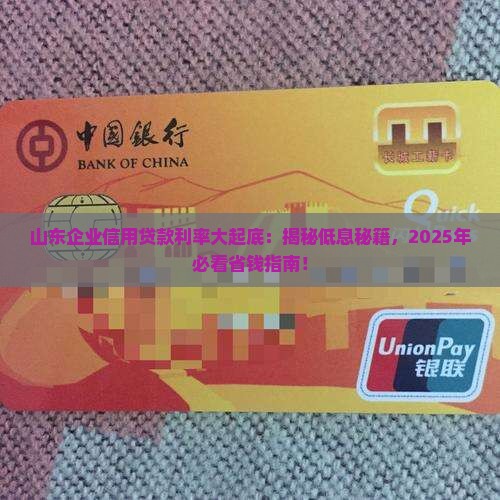 中國銀行
BANK OF CHINA
长城工薪卡
Quick
山东企业信用贷款利率大起底：揭秘低息秘籍，2025年
必看省钱指南！
UnionPay
银联